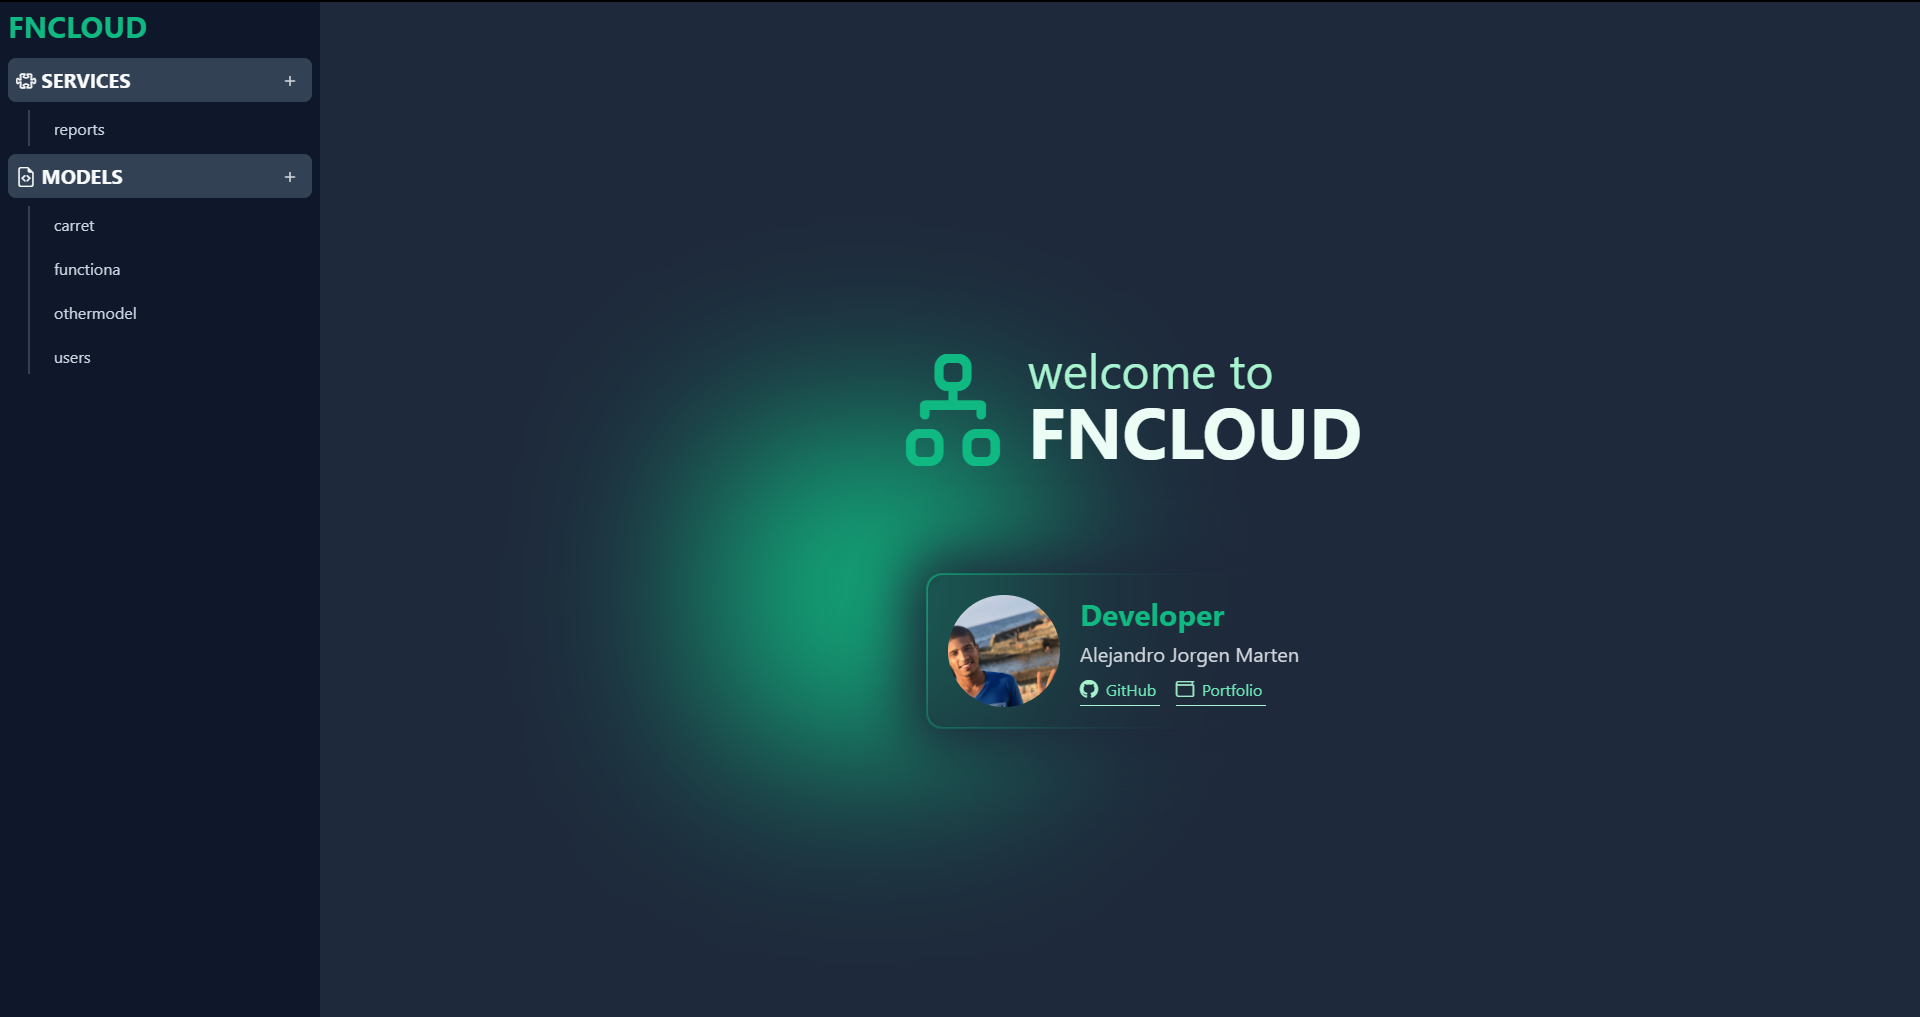 FNCLOUD
SERVICES +
reports
MODELS +
carret
functiona
othermodel
users
welcome to
FNCLOUD
Developer
Alejandro Jorgen Marten
GitHub Portfolio